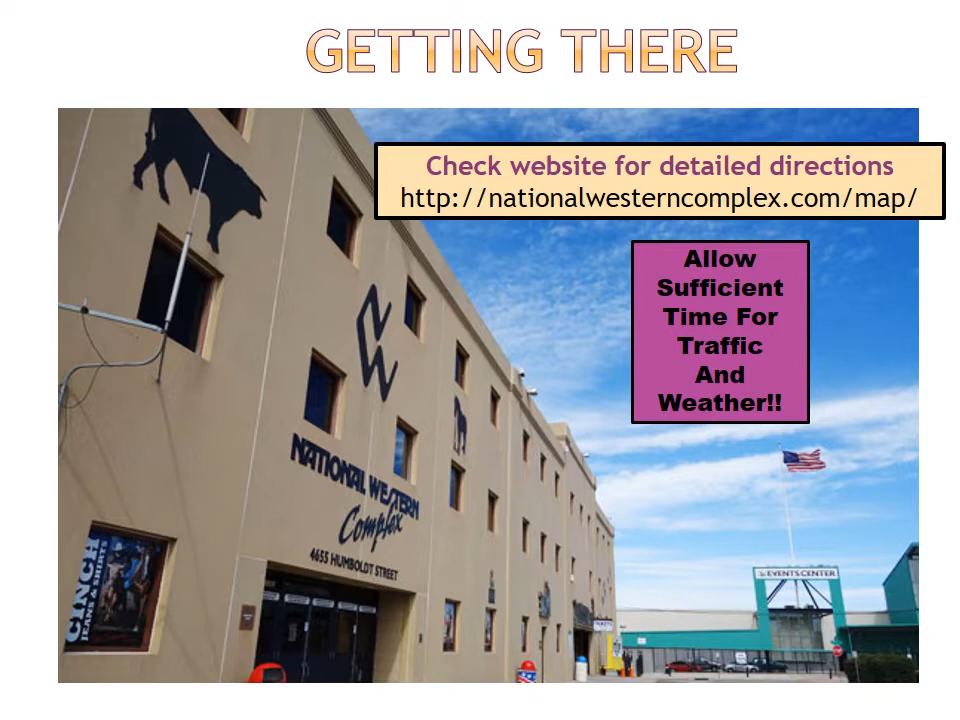 GETTING THERE
Check website for detailed directions
http://nationalwesterncomplex.com/map/
Allow
Sufficient
Time For
Traffic
And
Weather!!
NATIONAL WESTERN
Complex
4655 HUMBOLDT STREET
CINCH
JEANS & SHIRTS
EVENTS CENTER
TICKETS